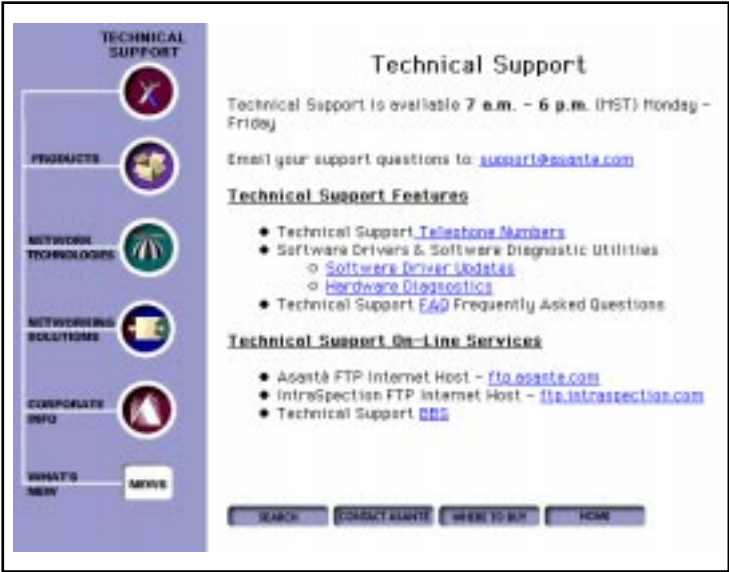 TECHNICAL
SUPPORT
PRODUCTS
NETWORK
TECHNOLOGIES
NETWORKING
SOLUTIONS
CORPORATE
INFO
WHAT'S
NEW
NEWS
Technical Support
Technical Support is available 7 a.m. - 6 p.m. (MST) Monday -
Friday
Email your support questions to: support@asante.com
Technical Support Features
Technical Support Telephone Numbers
Software Drivers & Software Diagnostic Utilities
Software Driver Updates
Hardware Diagnostics
Technical Support FAQ Frequently Asked Questions
Technical Support On-Line Services
Asanté FTP Internet Host - ftp.asante.com
IntraSpection FTP Internet Host - ftp.intraspection.com
Technical Support BBS
SEARCH CONTACT ASANTÉ WHERE TO BUY HOME